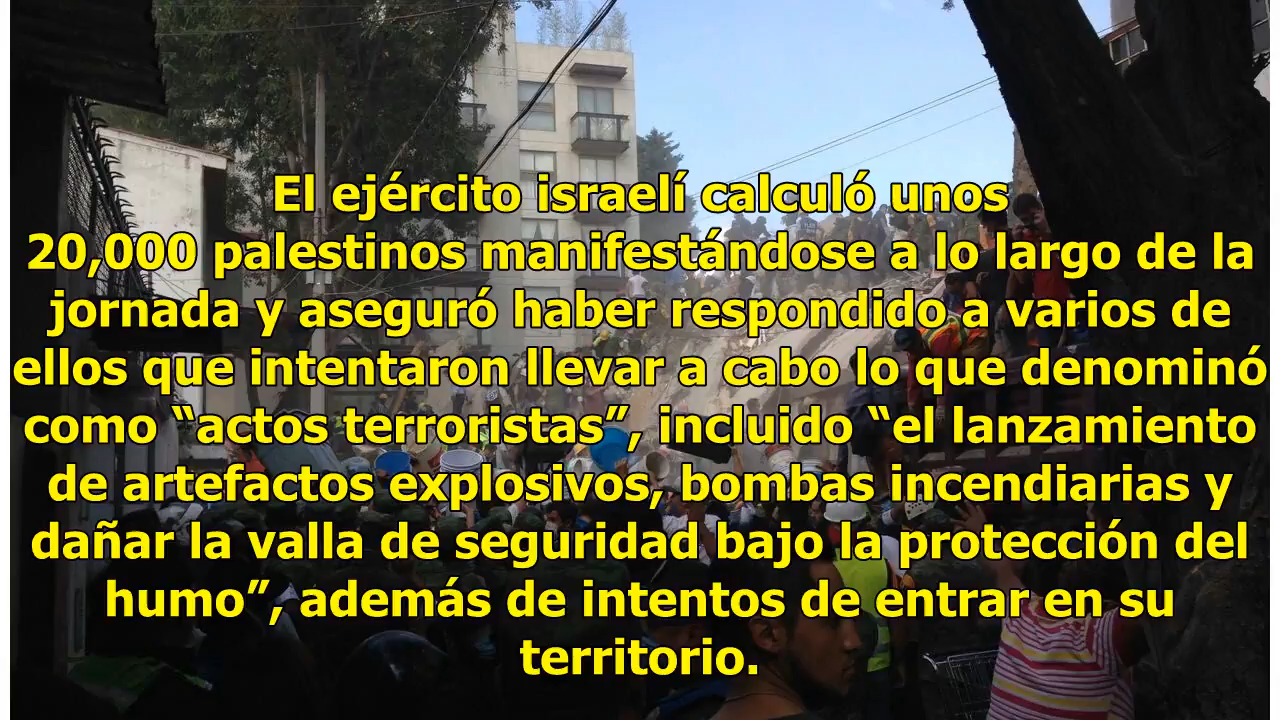 El ejército israelí calculó unos
20,000 palestinos manifestándose a lo largo de la
jornada y aseguró haber respondido a varios de
ellos que intentaron llevar a cabo lo que denominó
como “actos terroristas”, incluido “el lanzamiento
de artefactos explosivos, bombas incendiarias y
dañar la valla de seguridad bajo la protección del
humo”, además de intentos de entrar en su
territorio.